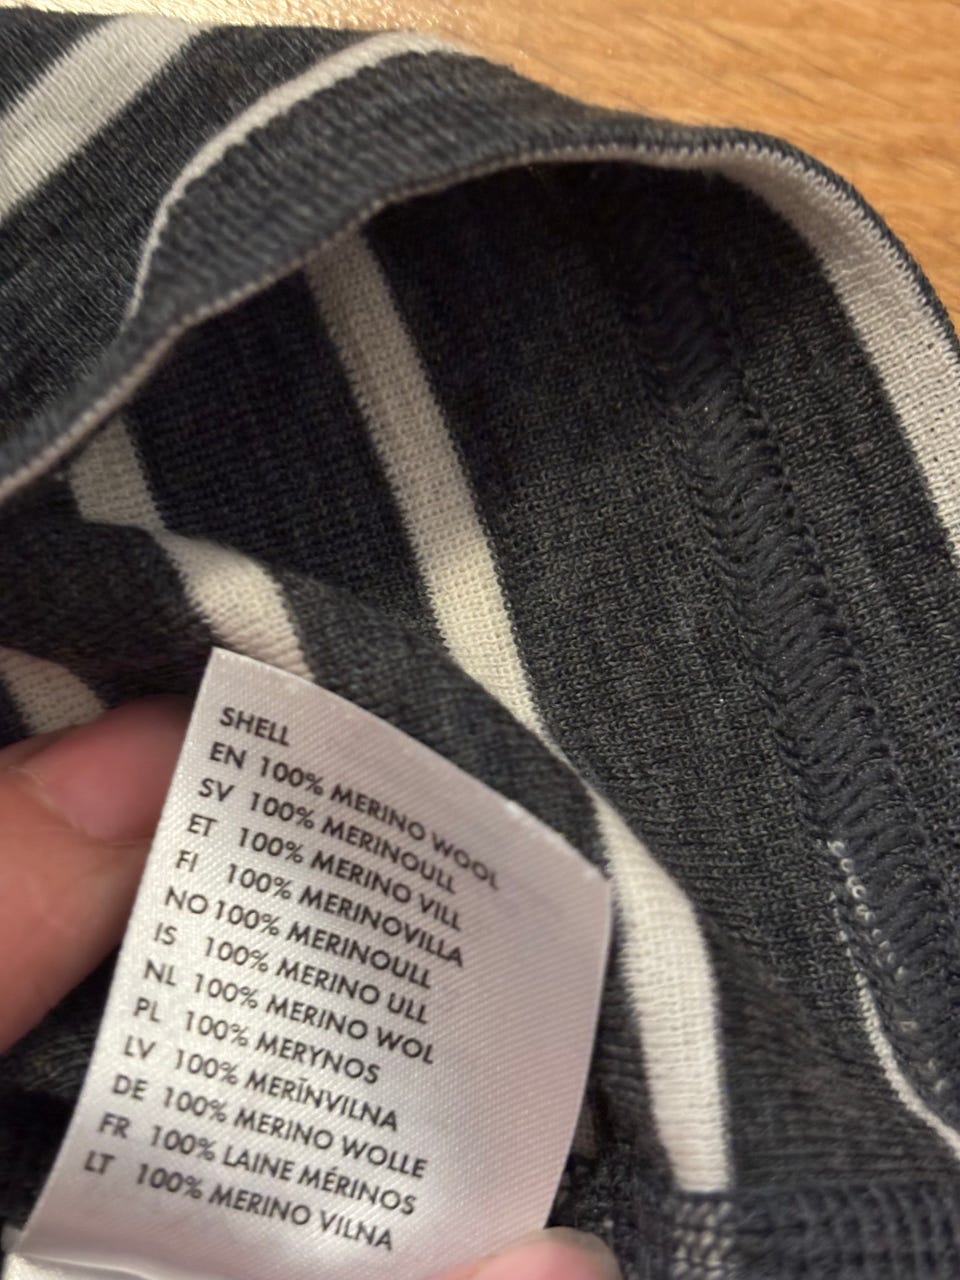 SHELL
EN 100% MERINO WOOL
SV 100% MERINOULL
ET 100% MERINO VILL
FI 100% MERINOVILLA
NO 100% MERINOULL
IS 100% MERINO ULL
NL 100% MERINO WOL
PL 100% MERYNOS
LV 100% MERĪNVILNA
DE 100% MERINO WOLLE
FR 100% LAINE MÉRINOS
LT 100% MERINO VILNA